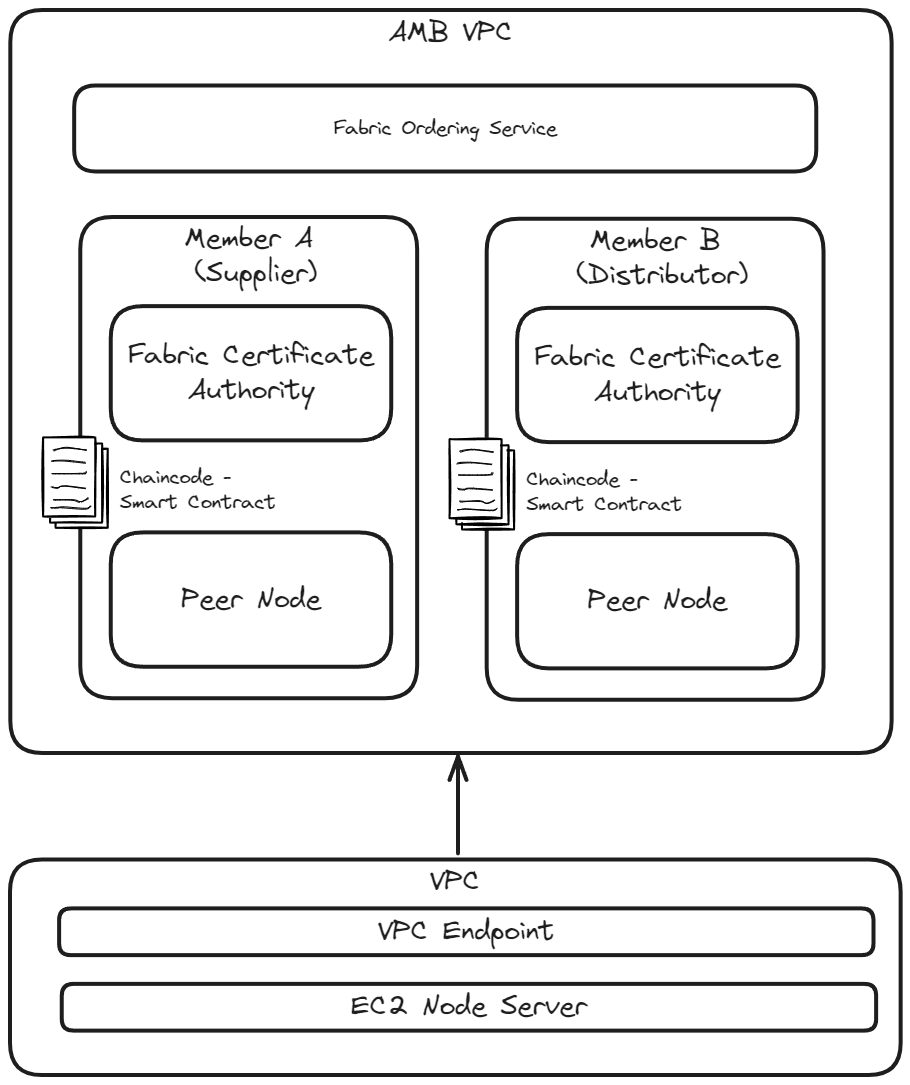 AMB VPC
Fabric Ordering Service
Member A
(Supplier)
Fabric Certificate
Authority
Chaincode -
Smart Contract
Peer Node
Member B
(Distributor)
Fabric Certificate
Authority
Chaincode -
Smart Contract
Peer Node
VPC
VPC Endpoint
EC2 Node Server